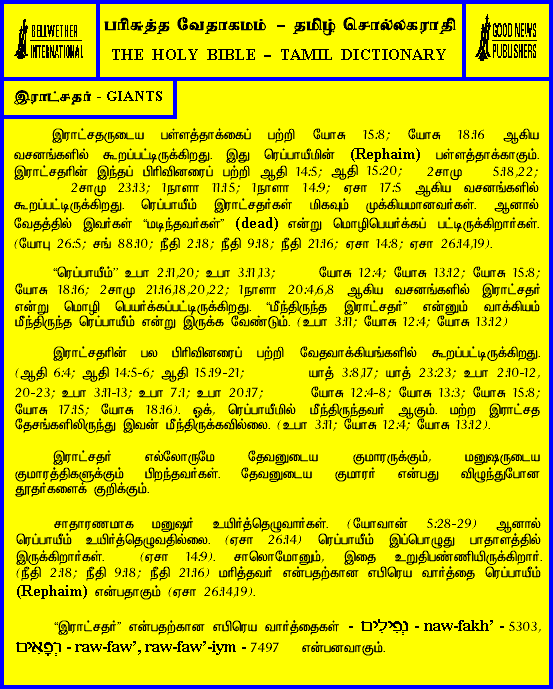 BELLWETHER INTERNATIONAL
பரிசுத்த வேதாகமம் – தமிழ் சொல்லகராதி
THE HOLY BIBLE – TAMIL DICTIONARY
GOOD NEWS PUBLISHERS
இராட்சதர் - GIANTS
இராட்சதருடைய பள்ளத்தாக்கைப் பற்றி யோசு 15:8; யோசு 18:16 ஆகிய
வசனங்களில் கூறப்பட்டிருக்கிறது. இது ரெப்பாயீமின் (Rephaim) பள்ளத்தாக்காகும்.
இராட்சதரின் இந்தப் பிரிவினரைப் பற்றி ஆதி 14:5; ஆதி 15:20; 2சாமு 5:18,22;
2சாமு 23:13; 1நாளா 11:15; 1நாளா 14:9; ஏசா 17:5 ஆகிய வசனங்களில்
கூறப்பட்டிருக்கிறது. ரெப்பாயீம் இராட்சதர்கள் மிகவும் முக்கியமானவர்கள். ஆனால்
வேதத்தில் இவர்கள் “மடிந்தவர்கள்” (dead) என்று மொழிபெயர்க்கப் பட்டிருக்கிறார்கள்.
(யோபு 26:5; சங் 88:10; நீதி 2:18; நீதி 9:18; நீதி 21:16; ஏசா 14:8; ஏசா 26:14,19).
“ரெப்பாயீம்” உபா 2:11,20; உபா 3:11,13; யோசு 12:4; யோசு 13:12; யோசு 15:8;
யோசு 18:16; 2சாமு 21:16,18,20,22; 1நாளா 20:4,6,8 ஆகிய வசனங்களில் இராட்சதர்
என்று மொழி பெயர்க்கப்பட்டிருக்கிறது. “மீந்திருந்த இராட்சதர்” என்னும் வாக்கியம்
மீந்திருந்த ரெப்பாயீம் என்று இருக்க வேண்டும். (உபா 3:11; யோசு 12:4; யோசு 13:12)
இராட்சதரின் பல பிரிவினரைப் பற்றி வேதவாக்கியங்களில் கூறப்பட்டிருக்கிறது.
(ஆதி 6:4; ஆதி 14:5-6; ஆதி 15:19-21; யாத் 3:8,17; யாத் 23:23; உபா 2:10-12,
20-23; உபா 3:11-13; உபா 7:1; உபா 20:17; யோசு 12:4-8; யோசு 13:3; யோசு 15:8;
யோசு 17:15; யோசு 18:16). ஒக், ரெப்பாயீமில் மீந்திருந்தவர் ஆகும். மற்ற இராட்சத
தேசங்களிலிருந்து இவன் மீந்திருக்கவில்லை. (உபா 3:11; யோசு 12:4; யோசு 13:12).
இராட்சதர் எல்லோருமே தேவனுடைய குமாரருக்கும், மனுஷருடைய
குமாரத்திகளுக்கும் பிறந்தவர்கள். தேவனுடைய குமாரர் என்பது விழுந்துபோன
தூதர்களைக் குறிக்கும்.
சாதாரணமாக மனுஷர் உயிர்த்தெழுவார்கள். (யோவான் 5:28-29) ஆனால்
ரெப்பாயீம் உயிர்த்தெழுவதில்லை. (ஏசா 26:14) ரெப்பாயீம் இப்பொழுது பாதாளத்தில்
இருக்கிறார்கள். (ஏசா 14:9). சாலொமோனும், இதை உறுதிபண்ணியிருக்கிறார்.
(நீதி 2:18; நீதி 9:18; நீதி 21:16) மரித்தவர் என்பதற்கான எபிரெய வார்த்தை ரெப்பாயீம்
(Rephaim) என்பதாகும் (ஏசா 26:14,19).
“இராட்சதர்” என்பதற்கான எபிரெய வார்த்தைகள் - נְפִילִים - naw-fakh’ - 5303,
רְפָאִים - raw-faw’, raw-faw’-iym - 7497 என்பனவாகும்.